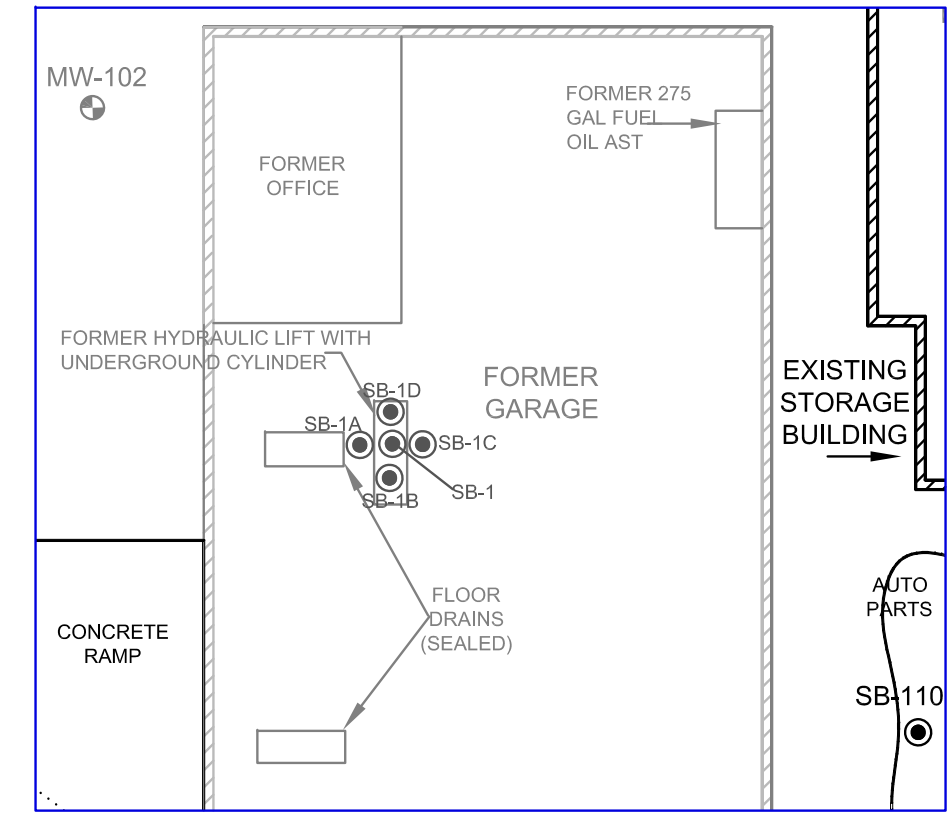 MW-102
FORMER 275
GAL FUEL
OIL AST
FORMER
OFFICE
FORMER HYDRAULIC LIFT WITH
UNDERGROUND CYLINDER
FORMER
GARAGE
EXISTING
STORAGE
BUILDING
SB-1D
SB-1A
SB-1C
SB-1
SB-1B
FLOOR
DRAINS
(SEALED)
CONCRETE
RAMP
AUTO
PARTS
SB-110